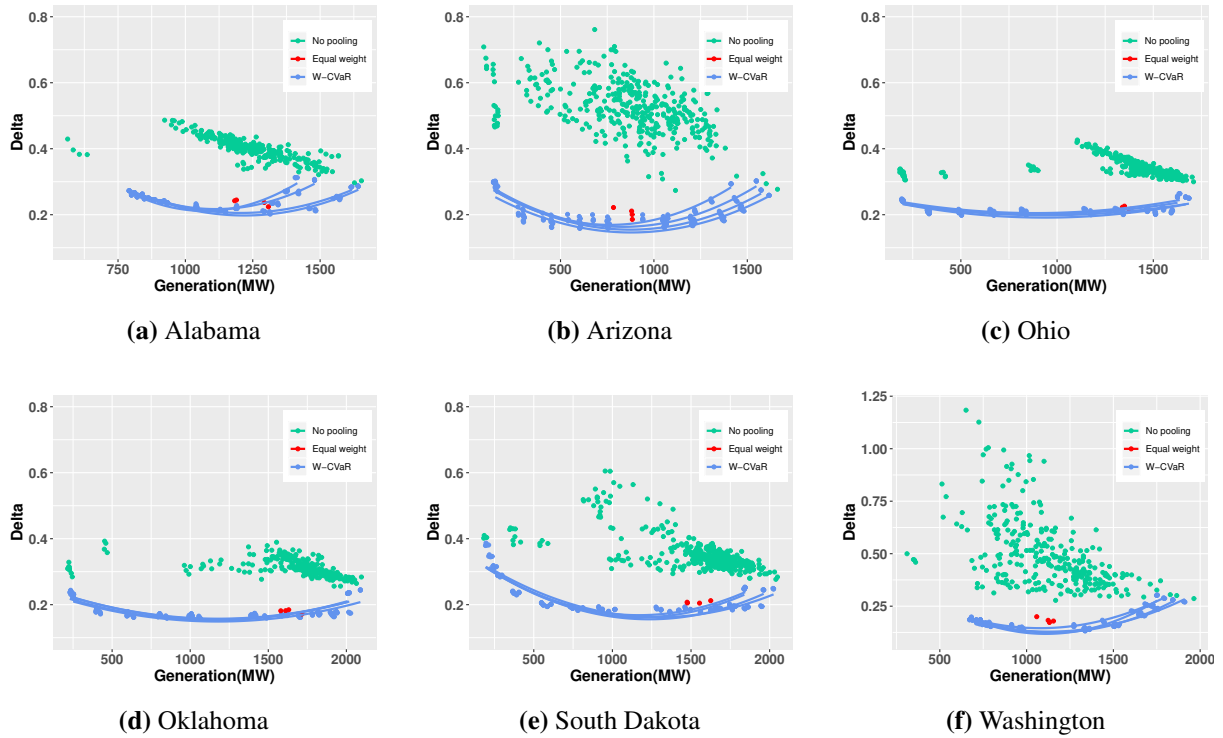 0.8
0.6
0.4
0.2
Delta
No pooling
Equal weight
W−CVaR
750 1000 1250 1500
Generation(MW)
(a) Alabama
0.8
0.6
0.4
0.2
Delta
No pooling
Equal weight
W−CVaR
500 1000 1500
Generation(MW)
(b) Arizona
0.8
0.6
0.4
0.2
Delta
No pooling
Equal weight
W−CVaR
500 1000 1500
Generation(MW)
(c) Ohio
0.8
0.6
0.4
0.2
Delta
No pooling
Equal weight
W−CVaR
500 1000 1500 2000
Generation(MW)
(d) Oklahoma
0.8
0.6
0.4
0.2
Delta
No pooling
Equal weight
W−CVaR
500 1000 1500 2000
Generation(MW)
(e) South Dakota
1.25
1.00
0.75
0.50
0.25
Delta
No pooling
Equal weight
W−CVaR
500 1000 1500 2000
Generation(MW)
(f) Washington